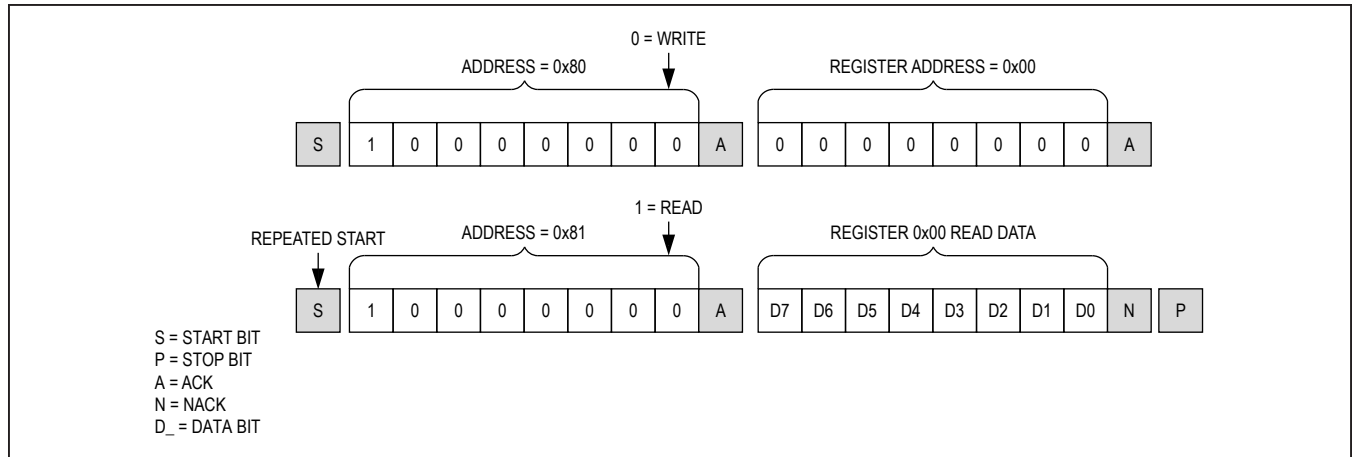 0 = WRITE
ADDRESS = 0x80 REGISTER ADDRESS = 0x00
S 1 0 0 0 0 0 0 0 A 0 0 0 0 0 0 0 0 A
1 = READ
REPEATED START ADDRESS = 0x81 REGISTER 0x00 READ DATA
S 1 0 0 0 0 0 0 0 A D7 D6 D5 D4 D3 D2 D1 D0 N P
S = START BIT
P = STOP BIT
A = ACK
N = NACK
D_ = DATA BIT